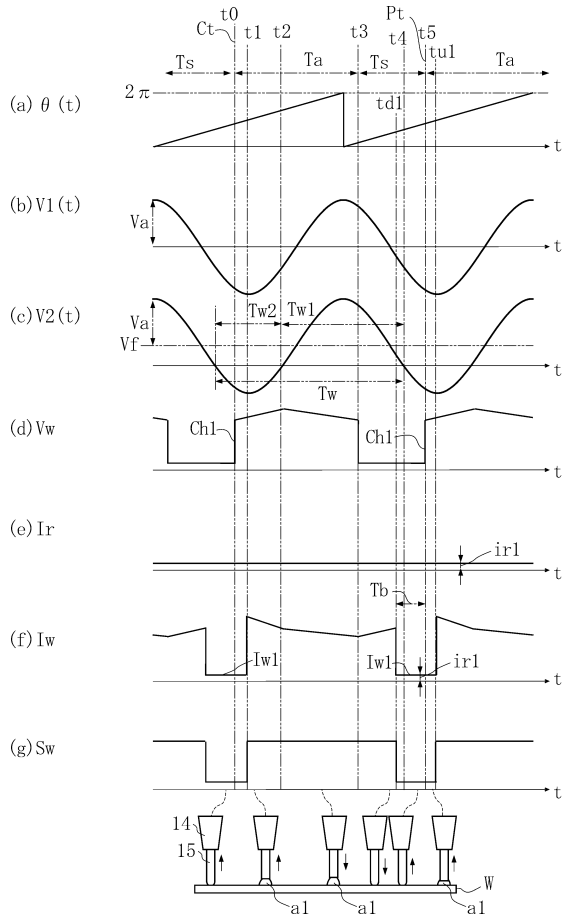 t0 Pt
Ct t1 t2 t3 t4 t5
tu1
Ts Ta Ts Ta
(a) θ (t) 2π td1 t
(b) V1(t) Va t
(c) V2(t) Va Vf Tw2 Tw1 Tw t
(d) Vw Ch1 Ch1 t
(e) Ir ir1 t
Tb
(f) Iw Iw1 Iw1 ir1 t
(g) Sw t
14
15 W
a1 a1 a1